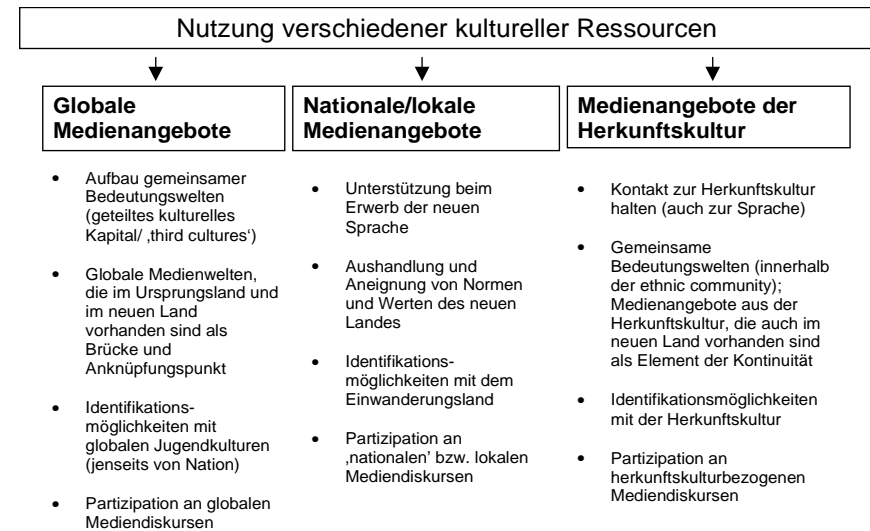 Nutzung verschiedener kultureller Ressourcen
Globale
Medienangebote
• Aufbau gemeinsamer
Bedeutungswelten
(geteiltes kulturelles
Kapital/ ‚third cultures‘)
• Globale Medienwelten,
die im Ursprungsland und
im neuen Land
vorhanden sind als
Brücke und
Anknüpfungspunkt
• Identifikations-
möglichkeiten mit
globalen Jugendkulturen
(jenseits von Nation)
• Partizipation an globalen
Mediendiskursen
Nationale/lokale
Medienangebote
• Unterstützung beim
Erwerb der neuen
Sprache
• Aushandlung und
Aneignung von Normen
und Werten des neuen
Landes
• Identifikations-
möglichkeiten mit dem
Einwanderungsland
• Partizipation an
‚nationalen’ bzw. lokalen
Mediendiskursen
Medienangebote der
Herkunftskultur
• Kontakt zur Herkunftskultur
halten (auch zur Sprache)
• Gemeinsame
Bedeutungswelten (innerhalb
der ethnic community);
Medienangebote aus der
Herkunftskultur, die auch im
neuen Land vorhanden sind
als Element der Kontinuität
• Identifikationsmöglichkeiten
mit der Herkunftskultur
• Partizipation an
herkunftskulturbezogenen
Mediendiskursen